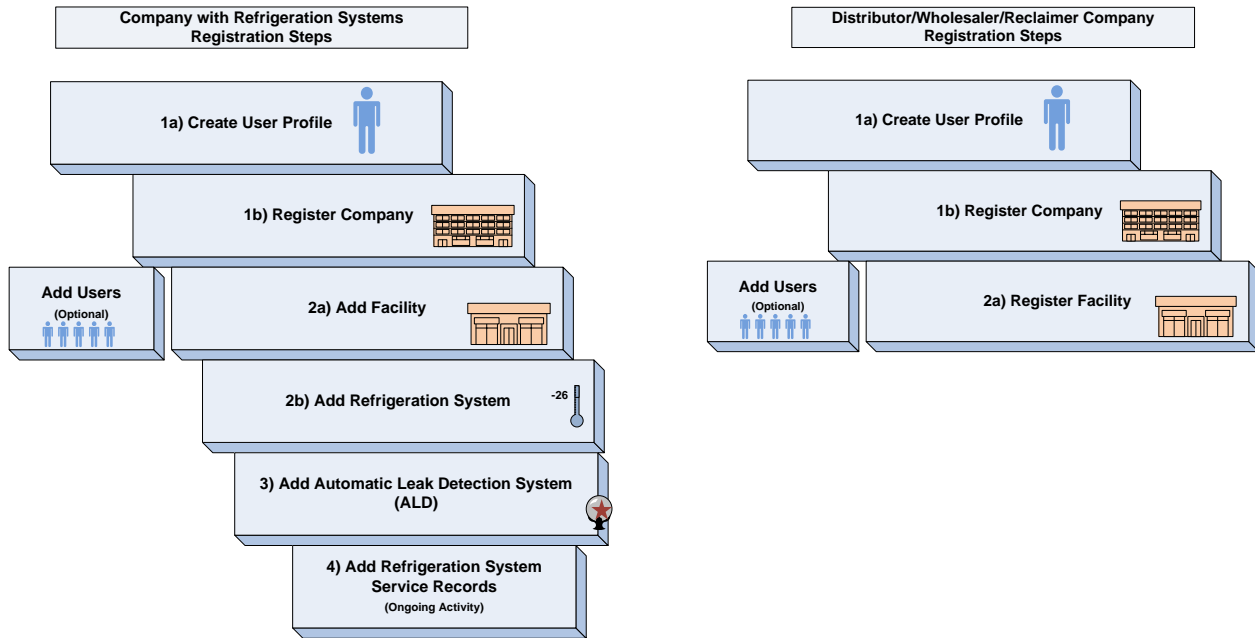 Company with Refrigeration Systems
Registration Steps
1a) Create User Profile
1b) Register Company
Add Users
(Optional)
2a) Add Facility
2b) Add Refrigeration System
-26
3) Add Automatic Leak Detection System
(ALD)
4) Add Refrigeration System
Service Records
(Ongoing Activity)
Distributor/Wholesaler/Reclaimer Company
Registration Steps
1a) Create User Profile
1b) Register Company
Add Users
(Optional)
2a) Register Facility